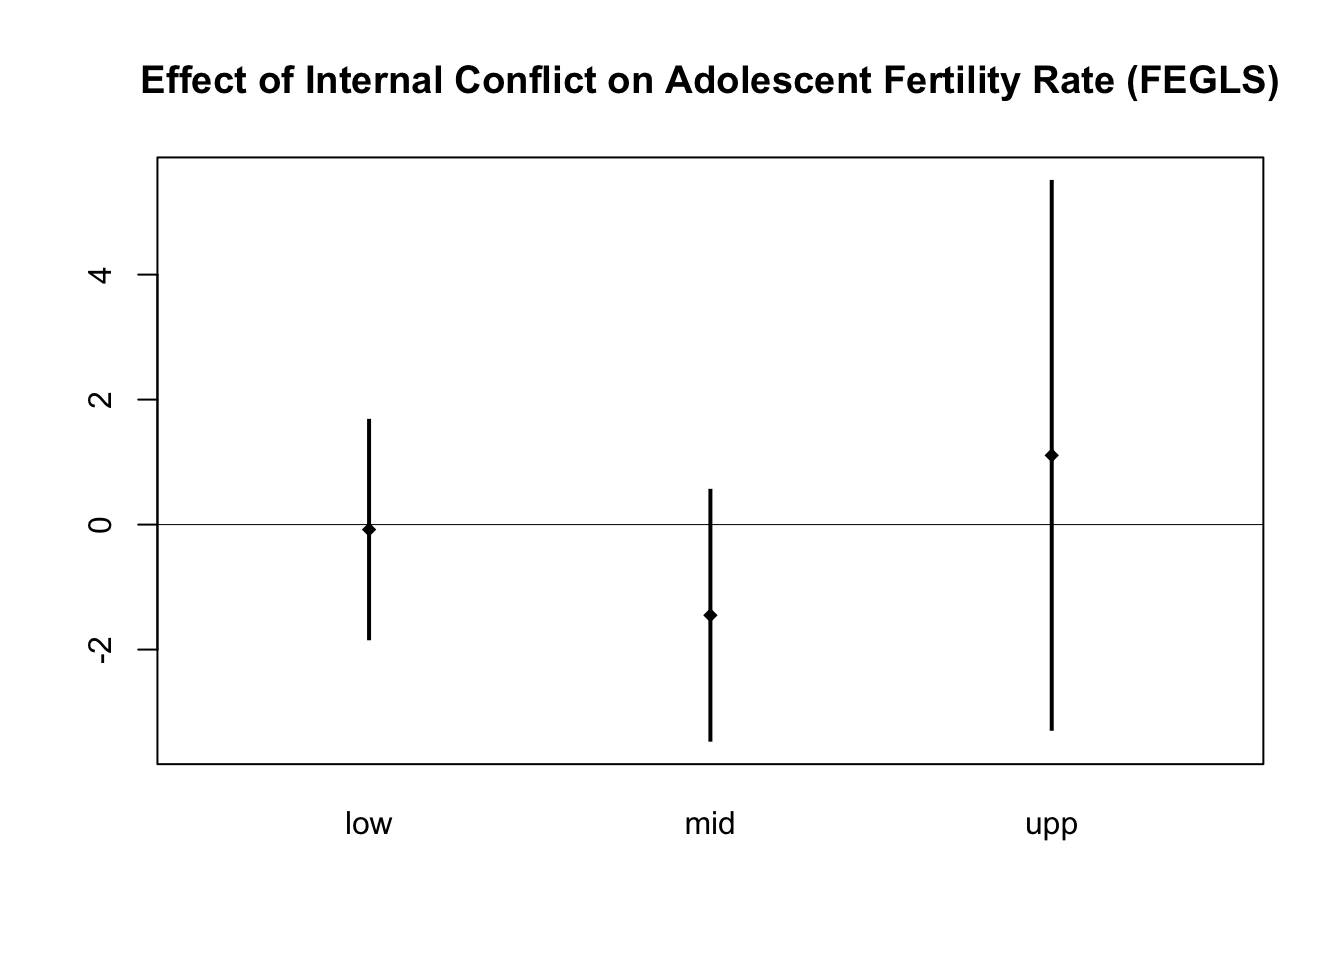 Effect of Internal Conflict on Adolescent Fertility Rate (FEGLS)
4
2
0
-2
low mid upp